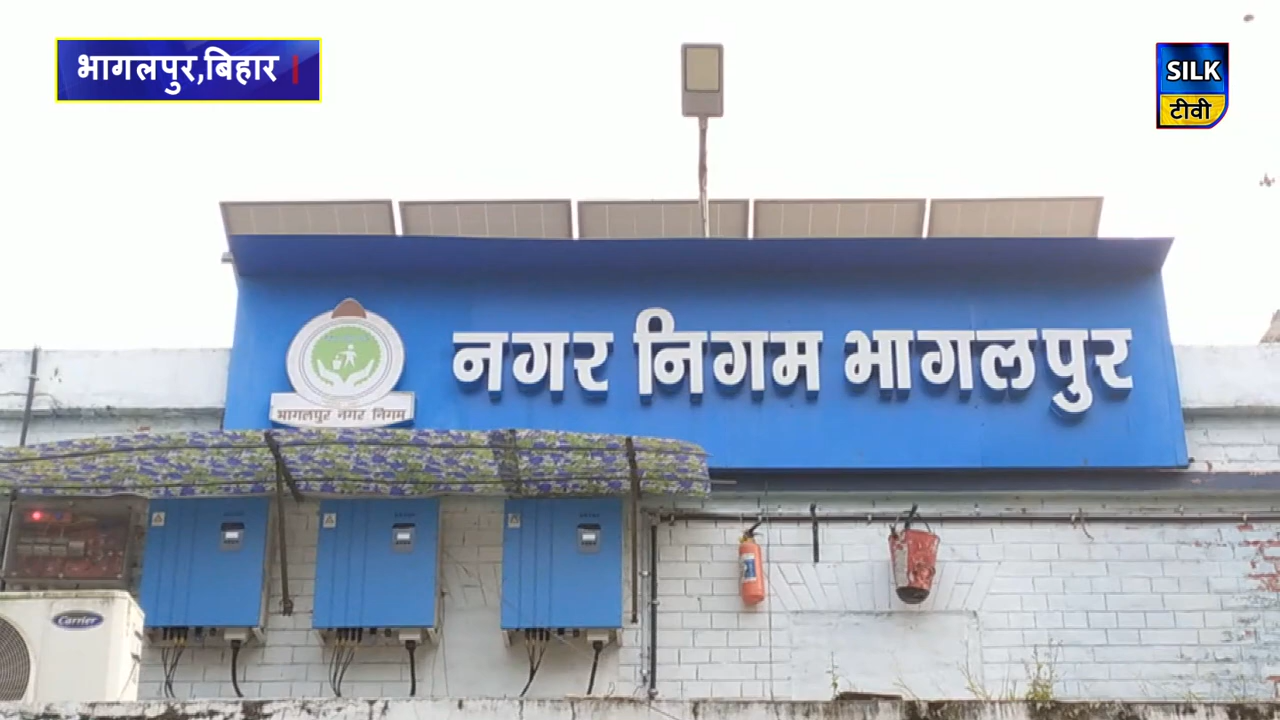 भागलपुर,बिहार
SILK
टीवी
नगर निगम भागलपुर
भागलपुर नगर निगम
Carrier